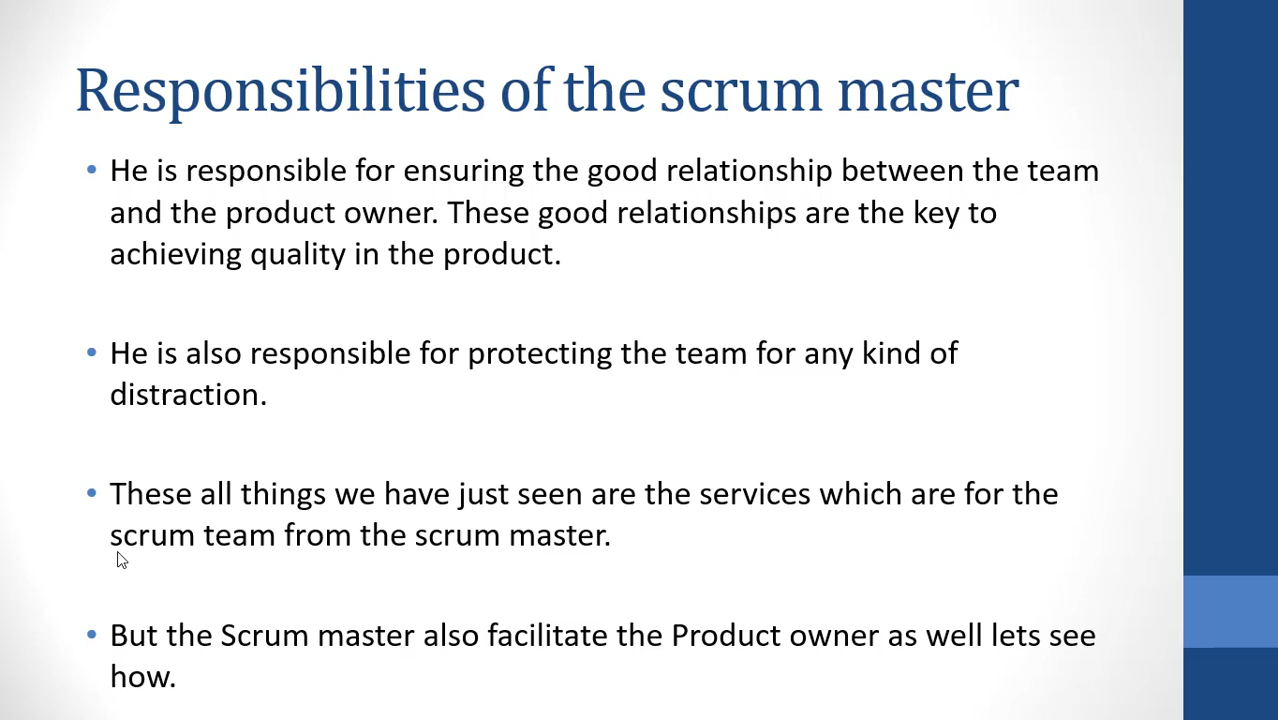 Responsibilities of the scrum master
• He is responsible for ensuring the good relationship between the team
and the product owner. These good relationships are the key to
achieving quality in the product.
• He is also responsible for protecting the team for any kind of
distraction.
• These all things we have just seen are the services which are for the
scrum team from the scrum master.
• But the Scrum master also facilitate the Product owner as well lets see
how.